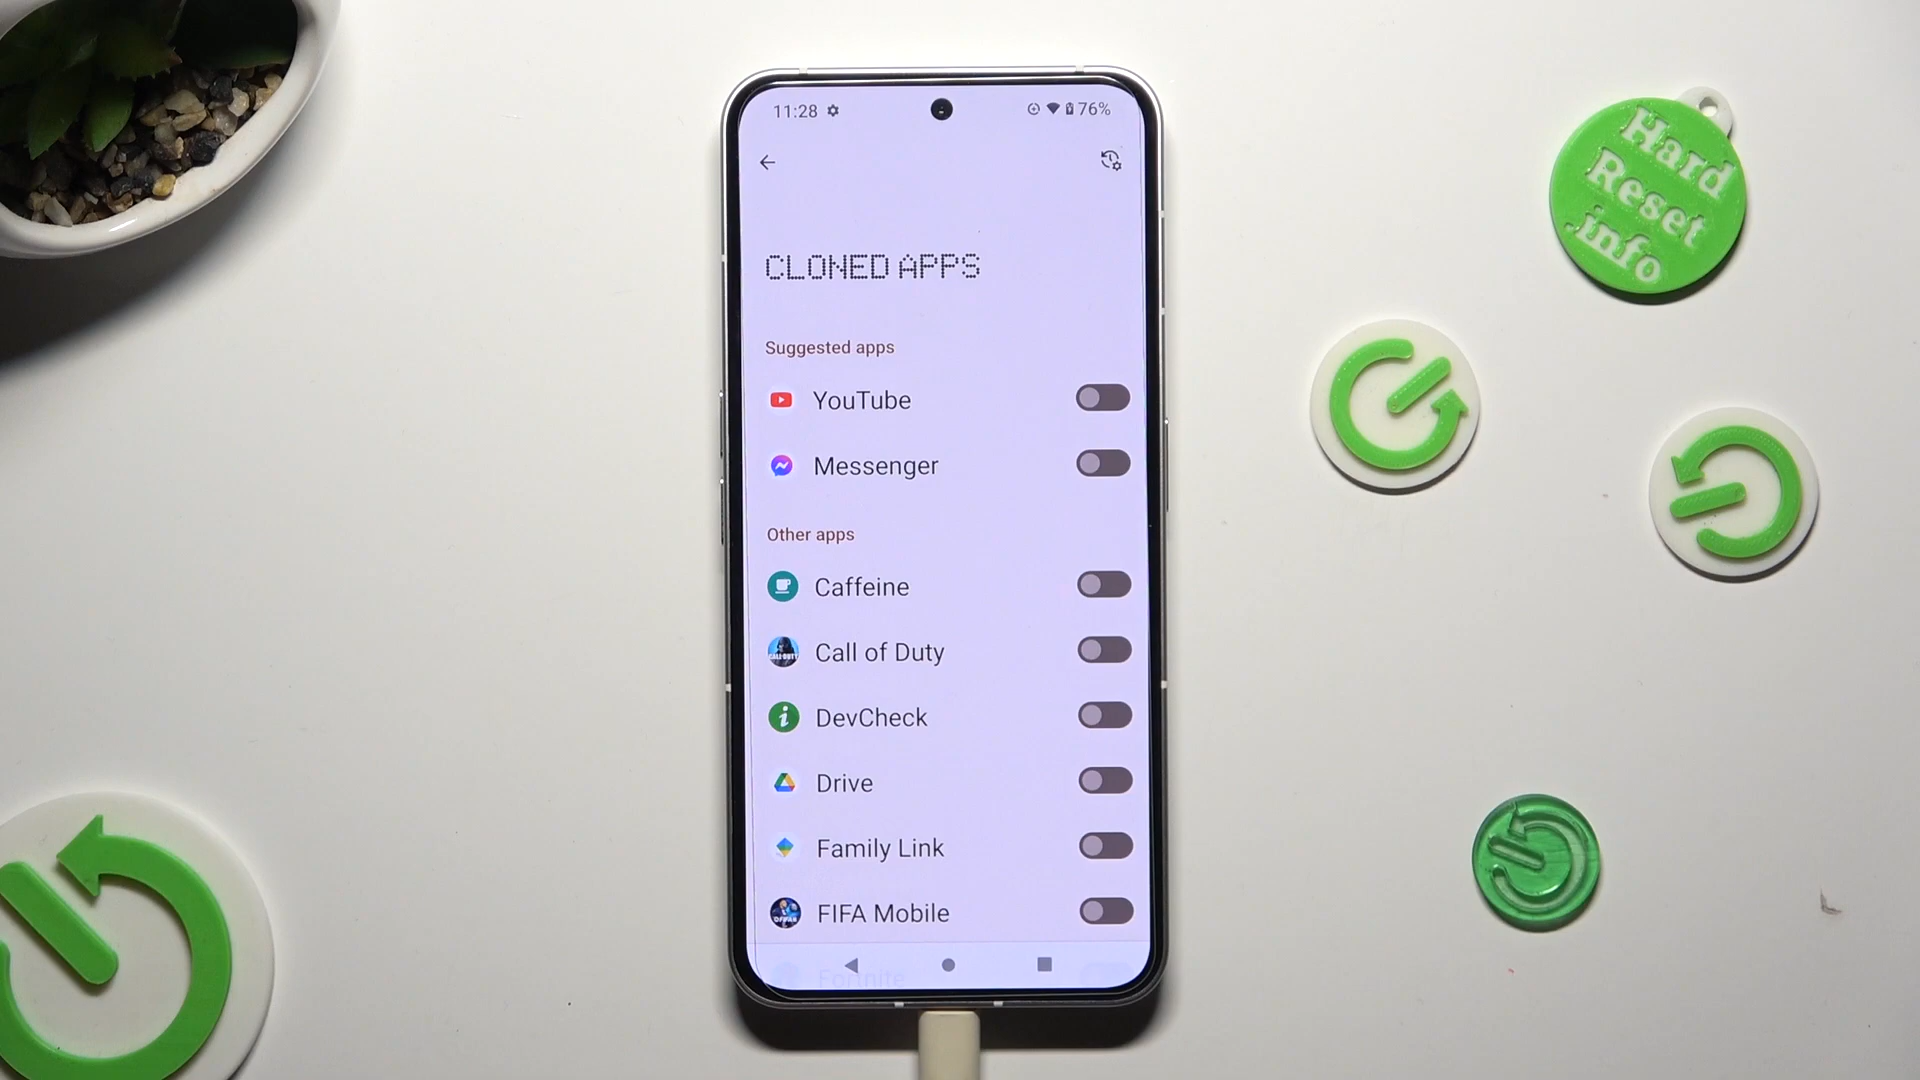 11:28
76%
CLONED APPS
Suggested apps
YouTube
Messenger
Other apps
Caffeine
Call of Duty
DevCheck
Drive
Family Link
FIFA Mobile
Fortnite
Hard
Reset
.info